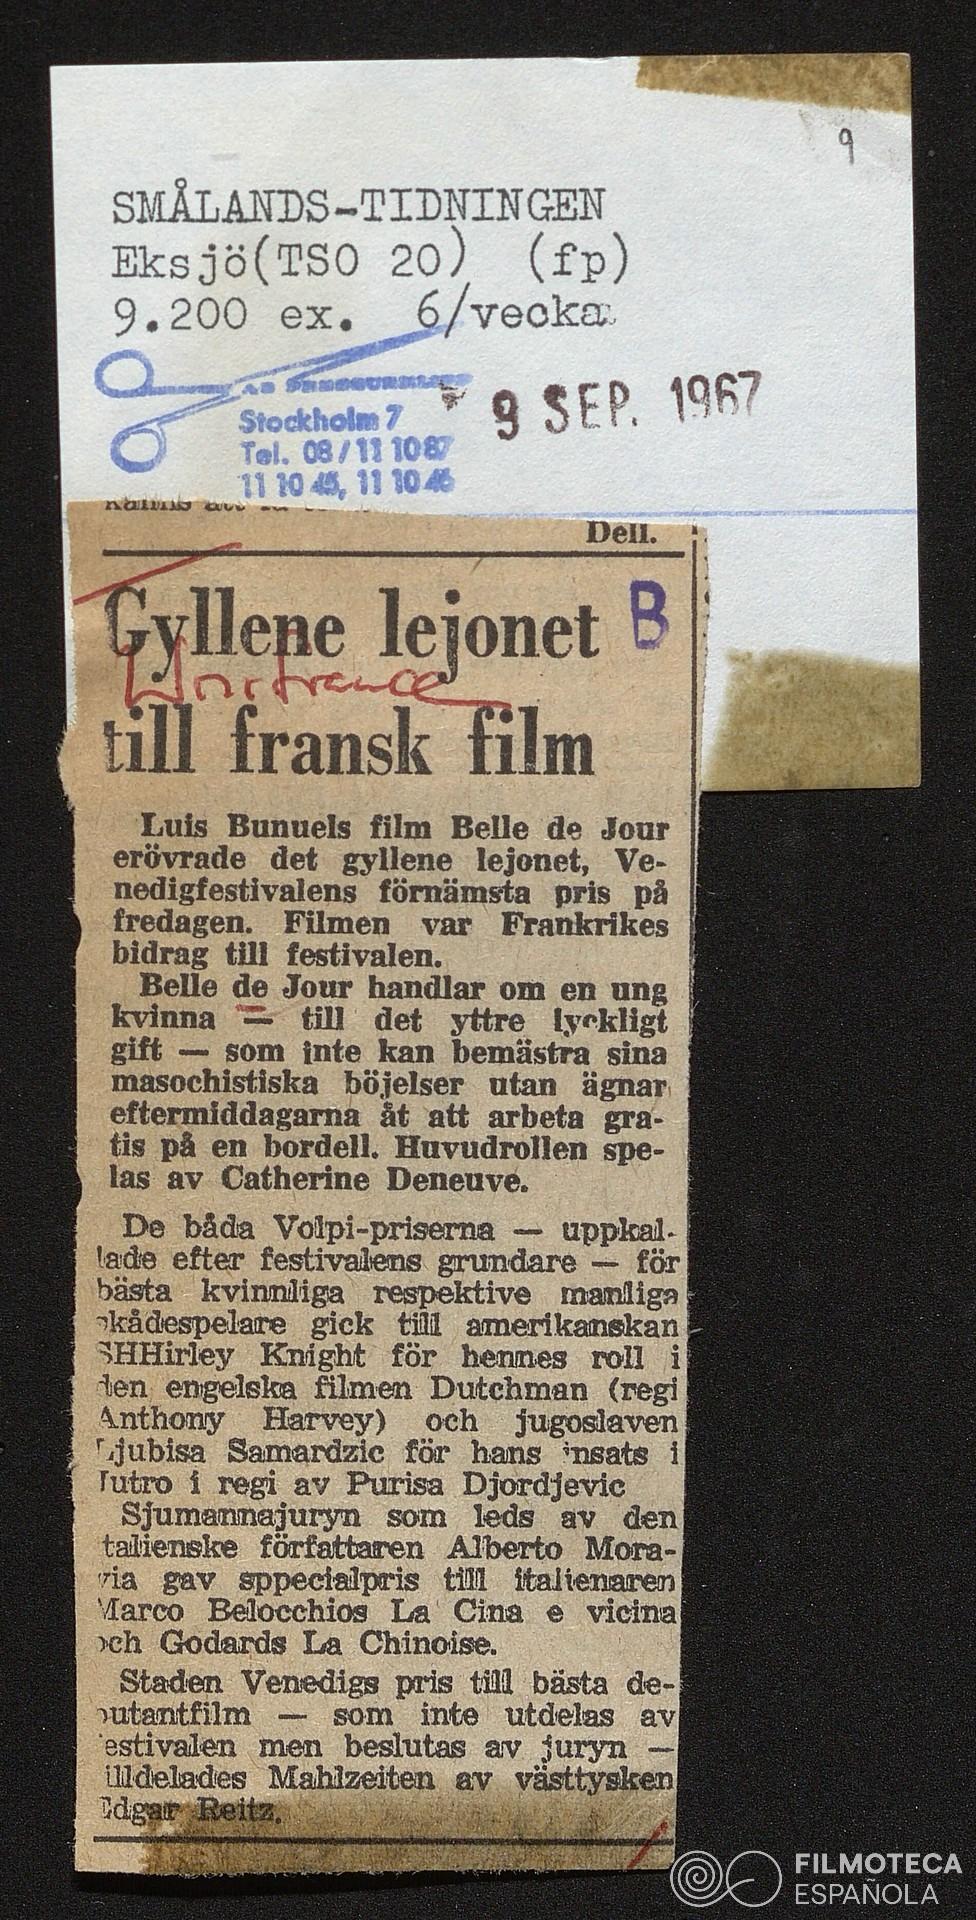 9
SMÅLANDS-TIDNINGEN
Eksjö(TSO 20) (fp)
9.200 ex. 6/vecka
AB
Stockholm 7
Tel. 08/11 10 87
11 10 45, 11 10 46
9 SEP. 1967
Dell.
Gyllene lejonet
B
till fransk film
Luis Bunuels film Belle de Jour
erövrade det gyllene lejonet, Ve-
nedigfestivalens förnämsta pris på
fredagen. Filmen var Frankrikes
bidrag till festivalen.
Belle de Jour handlar om en ung
kvinna — till det yttre lyckligt
gift — som inte kan bemästra sina
masochistiska böjelser utan ägnar
eftermiddagarna åt att arbeta gra-
tis på en bordell. Huvudrollen spe-
las av Catherine Deneuve.
De båda Volpi-priserna — uppkal-
lade efter festivalens grundare — för
bästa kvinnliga respektive manliga
skådespelare gick till amerikanskan
SHHirley Knight för hennes roll i
den engelska filmen Dutchman (regi
Anthony Harvey) och jugoslaven
Ljubisa Samardzic för hans insats i
Jutro i regi av Purisa Djordjevic
Sjumannajuryn som leds av den
italienske författaren Alberto Mora-
via gav sppecialpris till italienaren
Marco Belocchios La Cina e vicina
och Godards La Chinoise.
Staden Venedigs pris till bästa de-
butantfilm — som inte utdelas av
festivalen men beslutas av juryn —
tilldelades Mahlzeiten av västtysken
Edgar Reitz.
FILMOTECA
ESPAÑOLA